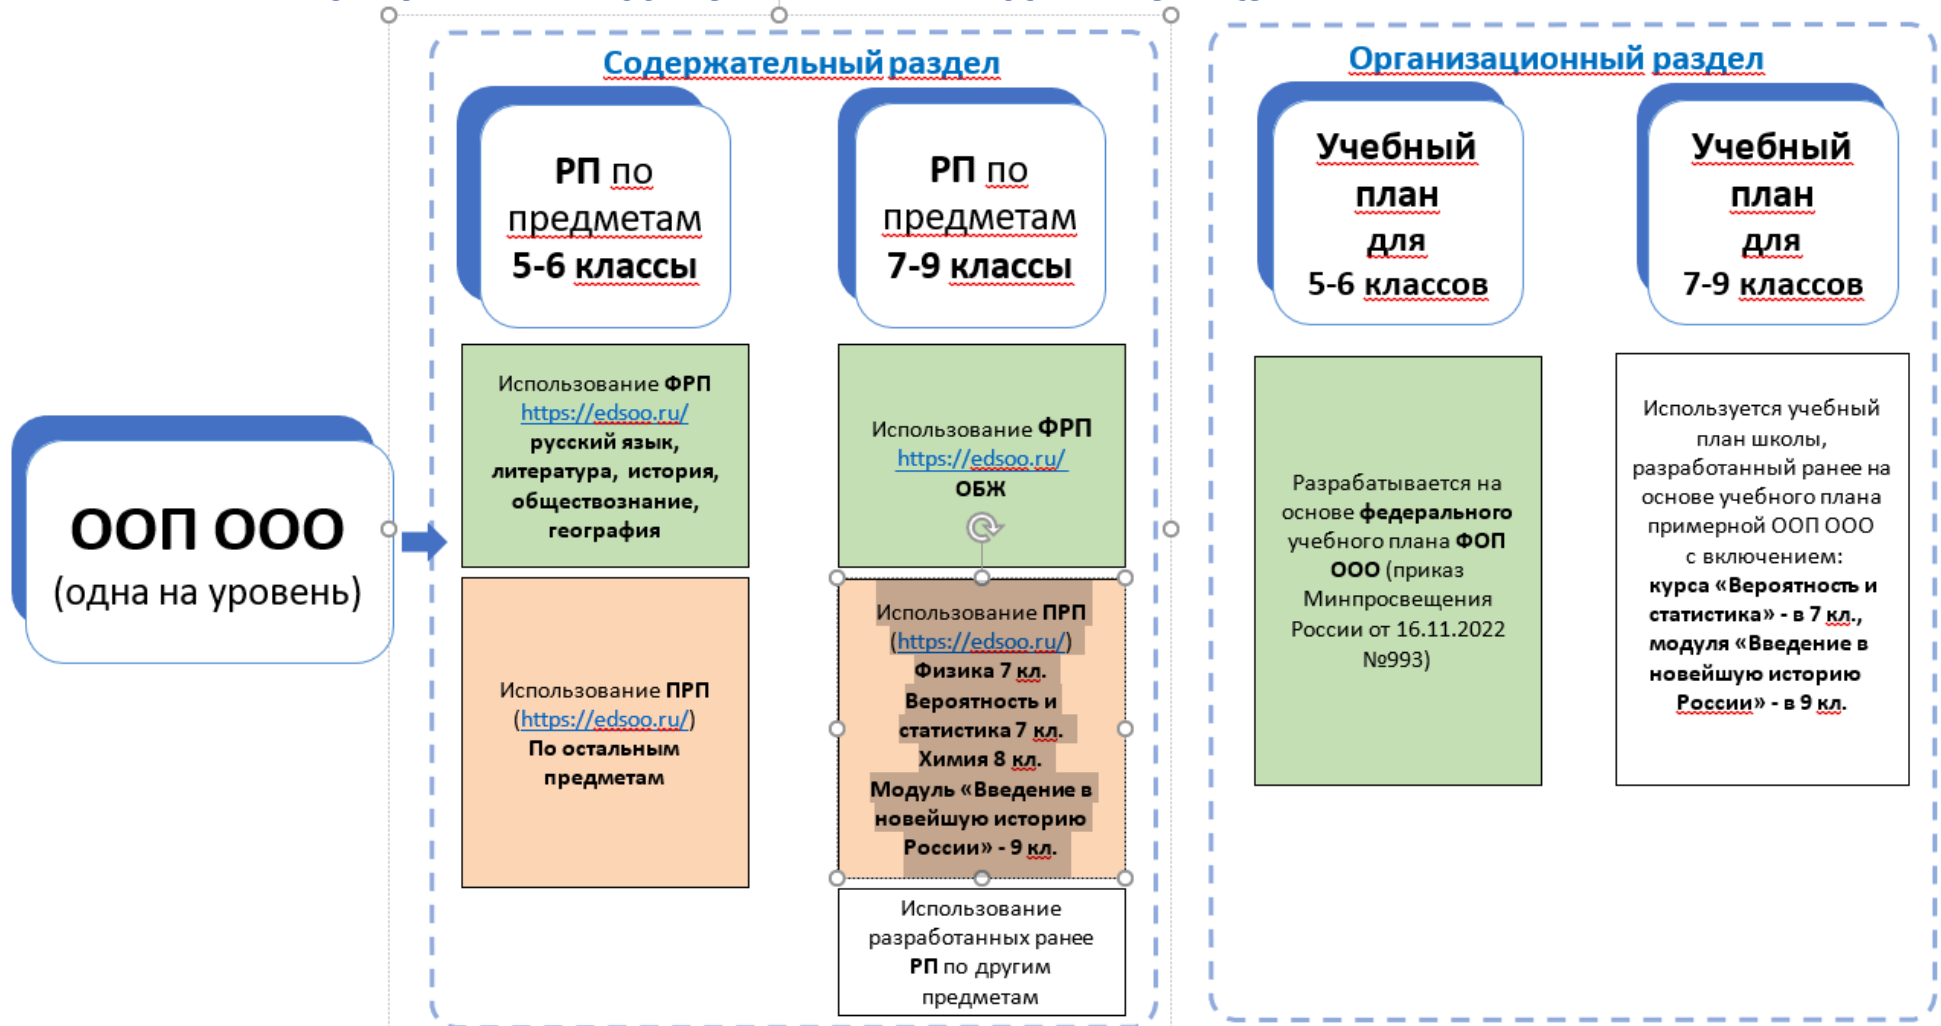 ООП ООО
(одна на уровень)
Содержательный раздел
РП по
предметам
5-6 классы
Использование ФРП
https://edsoo.ru/
русский язык,
литература, история,
обществознание,
география
Использование ПРП
(https://edsoo.ru/)
По остальным
предметам
РП по
предметам
7-9 классы
Использование ФРП
https://edsoo.ru/
ОБЖ
Использование ПРП
(https://edsoo.ru/)
Физика 7 кл.
Вероятность и
статистика 7 кл.
Химия 8 кл.
Модуль «Введение в
новейшую историю
России» - 9 кл.
Использование
разработанных ранее
РП по другим
предметам
Организационный раздел
Учебный
план
для
5-6 классов
Разрабатывается на
основе федерального
учебного плана ФОП
ООО (приказ
Минпросвещения
России от 16.11.2022
№993)
Учебный
план
для
7-9 классов
Используется учебный
план школы,
разработанный ранее на
основе учебного плана
примерной ООП ООО
с включением:
курса «Вероятность и
статистика» - в 7 кл.,
модуля «Введение в
новейшую историю
России» - в 9 кл.